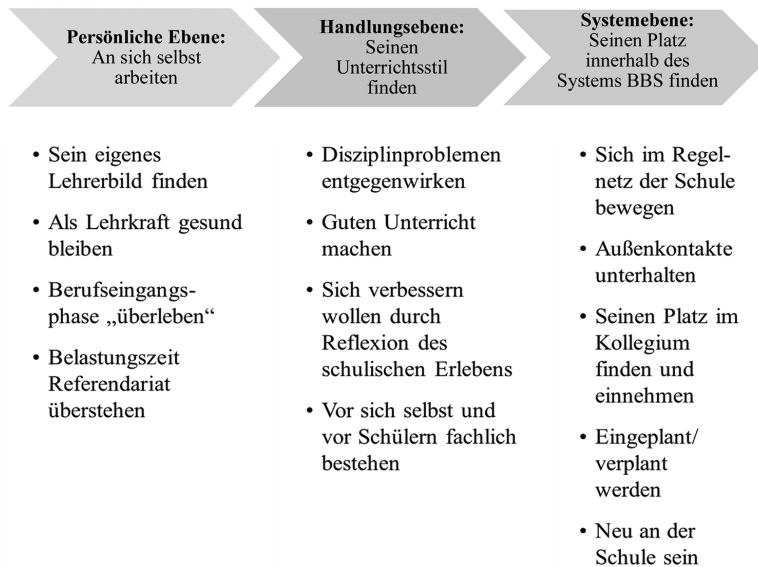 Persönliche Ebene:
An sich selbst
arbeiten
Handlungsebene:
Seinen
Unterrichtsstil
finden
Systemebene:
Seinen Platz
innerhalb des
Systems BBS finden
• Sein eigenes
Lehrerbild finden
• Als Lehrkraft gesund
bleiben
• Berufseingangs-
phase „überleben“
• Belastungszeit
Referendariat
überstehen
• Disziplinproblemen
entgegenwirken
• Guten Unterricht
machen
• Sich verbessern
wollen durch
Reflexion des
schulischen Erlebens
• Vor sich selbst und
vor Schülern fachlich
bestehen
• Sich im Regel-
netz der Schule
bewegen
• Außenkontakte
unterhalten
• Seinen Platz im
Kollegium
finden und
einnehmen
• Eingeplant/
verplant
werden
• Neu an der
Schule sein